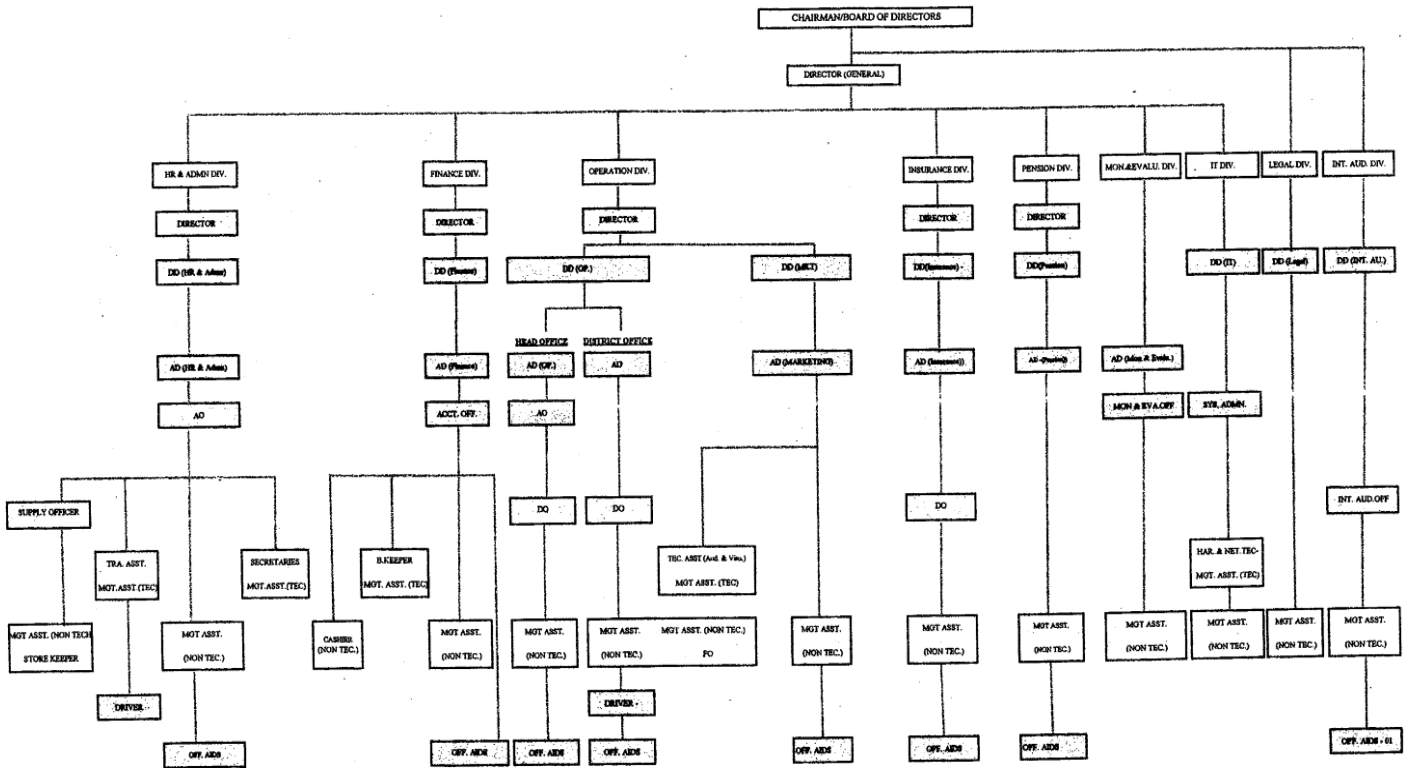 CHAIRMAN/BOARD OF DIRECTORS
DIRECTOR (GENERAL)
HR & ADMN DIV.
FINANCE DIV.
OPERATION DIV.
INSURANCE DIV.
PENSION DIV.
MON.&EVALU. DIV.
IT DIV.
LEGAL DIV.
INT. AUD. DIV.
DIRECTOR
DIRECTOR
DIRECTOR
DIRECTOR
DIRECTOR
DD (HR & Admn)
DD (Finance)
DD (OP.)
DD (MKT)
DD(Insurance) -
DD(Pension)
DD (IT)
DD (Legal)
DD (INT. AU.)
HEAD OFFICE
DISTRICT OFFICE
AD (HR & Admn)
AD (Finance)
AD (OP.)
AD
AD (MARKETING)
AD (Insurance))
AD -(Pension))
AD (Mon & Evalu.)
AO
ACCT. OFF.
AO
MON & EVA.OFF
SYS. ADMN.
SUPPLY OFFICER
DO
DO
DO
INT. AUD.OFF
TRA. ASST.
MGT.ASST.(TEC)
SECRETARIES
MGT.ASST.(TEC)
B.KEEPER
MGT. ASST. (TEC)
TEC. ASST (Aud. & Visu.)
MGT ASST. (TEC)
HAR. & NET.TEC-
MGT. ASST. (TEC)
MGT ASST. (NON TECH
STORE KEEPER
MGT ASST.
(NON TEC.)
CASHIRR
(NON TEC.)
MGT ASST.
(NON TEC.)
MGT ASST.
(NON TEC.)
MGT ASST.
(NON TEC.)
MGT ASST. (NON TEC.)
FO
MGT ASST.
(NON TEC.)
MGT ASST.
(NON TEC.)
MGT ASST.
(NON TEC.)
MGT ASST.
(NON TEC.)
MGT ASST.
(NON TEC.)
MGT ASST.
(NON TEC.)
MGT ASST.
(NON TEC.)
DRIVER -
DRIVER -
OFF. AIDS
OFF. AIDS
OFF. AIDS
OFF. AIDS
OFF. AIDS
OFF. AIDS
OFF. AIDS
OFF. AIDS - 01